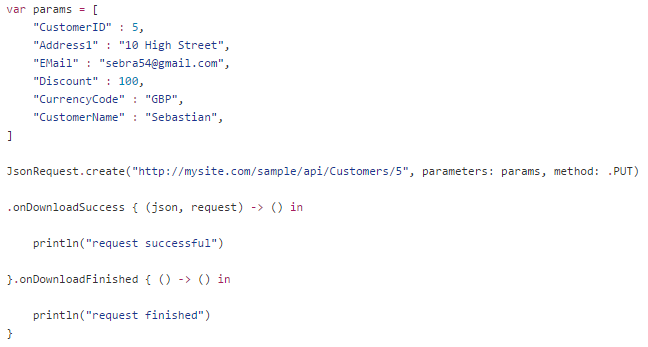 var params = [
    "CustomerID" : 5,
    "Address1" : "10 High Street",
    "EMail" : "sebra54@gmail.com",
    "Discount" : 100,
    "CurrencyCode" : "GBP",
    "CustomerName" : "Sebastian",
]
JsonRequest.create("http://mysite.com/sample/api/Customers/5", parameters: params, method: .PUT)
.onDownloadSuccess { (json, request) -> () in
    println("request successful")
}.onDownloadFinished { () -> () in
    println("request finished")
}